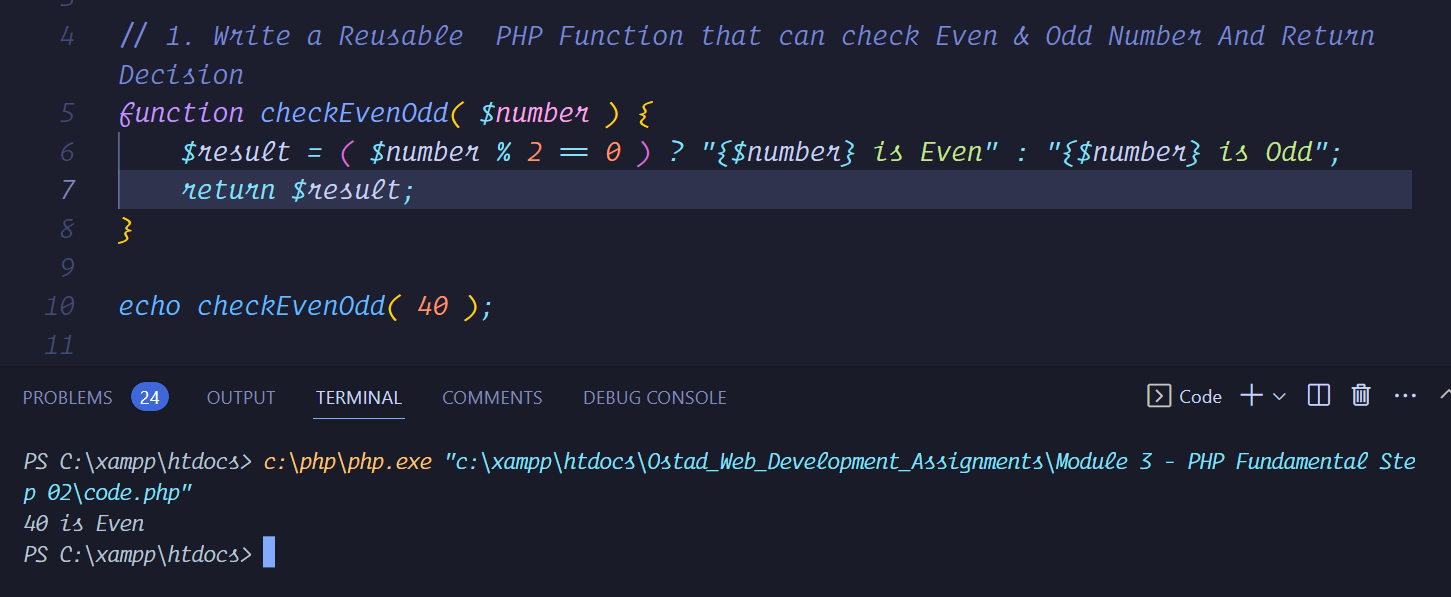 3
4 // 1. Write a Reusable  PHP Function that can check Even & Odd Number And Return
Decision
5 function checkEvenOdd( $number ) {
6     $result = ( $number % 2 == 0 ) ? "{$number} is Even" : "{$number} is Odd";
7     return $result;
8 }
9
10 echo checkEvenOdd( 40 );
11
PROBLEMS 24 OUTPUT TERMINAL COMMENTS DEBUG CONSOLE Code
PS C:\xampp\htdocs> c:\php\php.exe "c:\xampp\htdocs\Ostad_Web_Development_Assignments\Module 3 - PHP Fundamental Ste
p 02\code.php"
40 is Even
PS C:\xampp\htdocs>